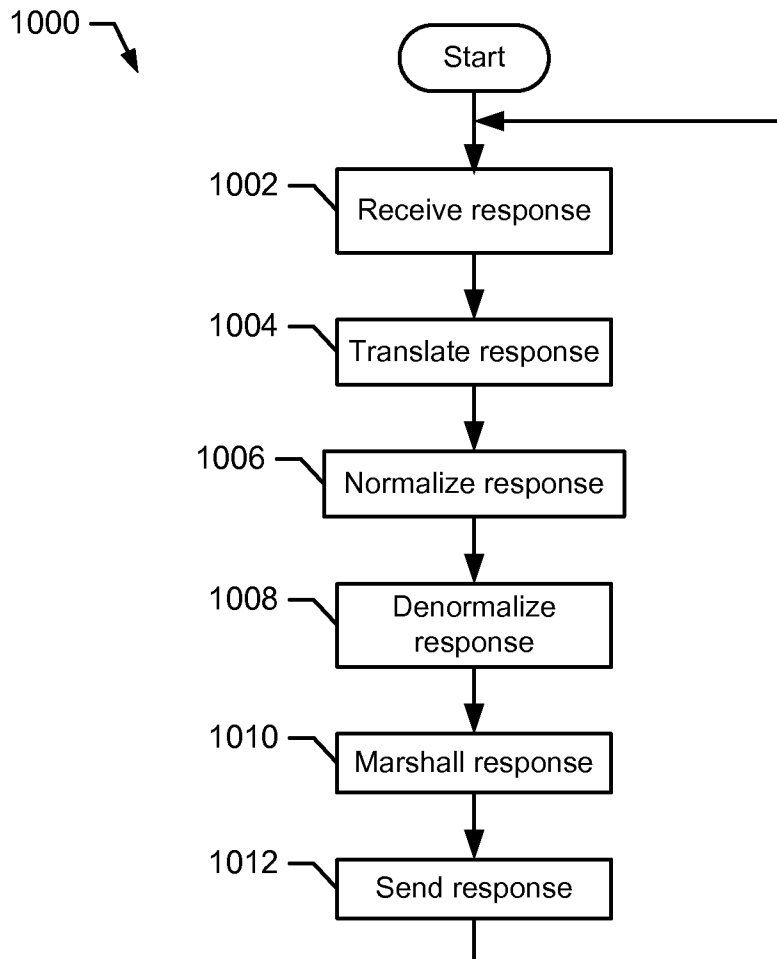 1000
Start
1002
Receive response
1004
Translate response
1006
Normalize response
1008
Denormalize
response
1010
Marshall response
1012
Send response